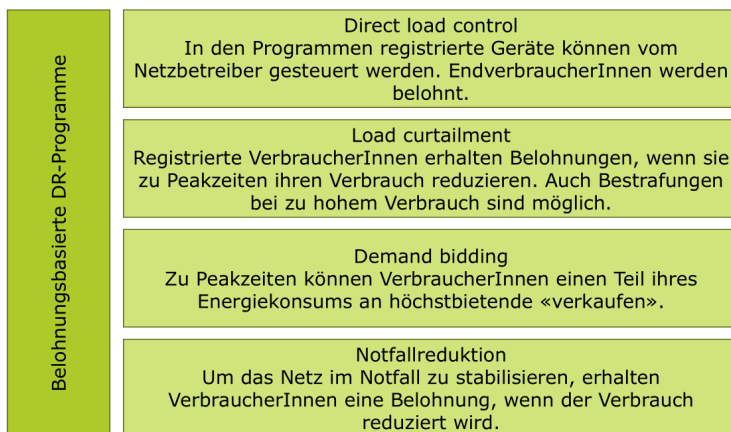 Belohnungsbasierte DR-Programme
Direct load control
In den Programmen registrierte Geräte können vom
Netzbetreiber gesteuert werden. EndverbraucherInnen werden
belohnt.
Load curtailment
Registrierte VerbraucherInnen erhalten Belohnungen, wenn sie
zu Peakzeiten ihren Verbrauch reduzieren. Auch Bestrafungen
bei zu hohem Verbrauch sind möglich.
Demand bidding
Zu Peakzeiten können VerbraucherInnen einen Teil ihres
Energiekonsums an höchstbietende «verkaufen».
Notfallreduktion
Um das Netz im Notfall zu stabilisieren, erhalten
VerbraucherInnen eine Belohnung, wenn der Verbrauch
reduziert wird.